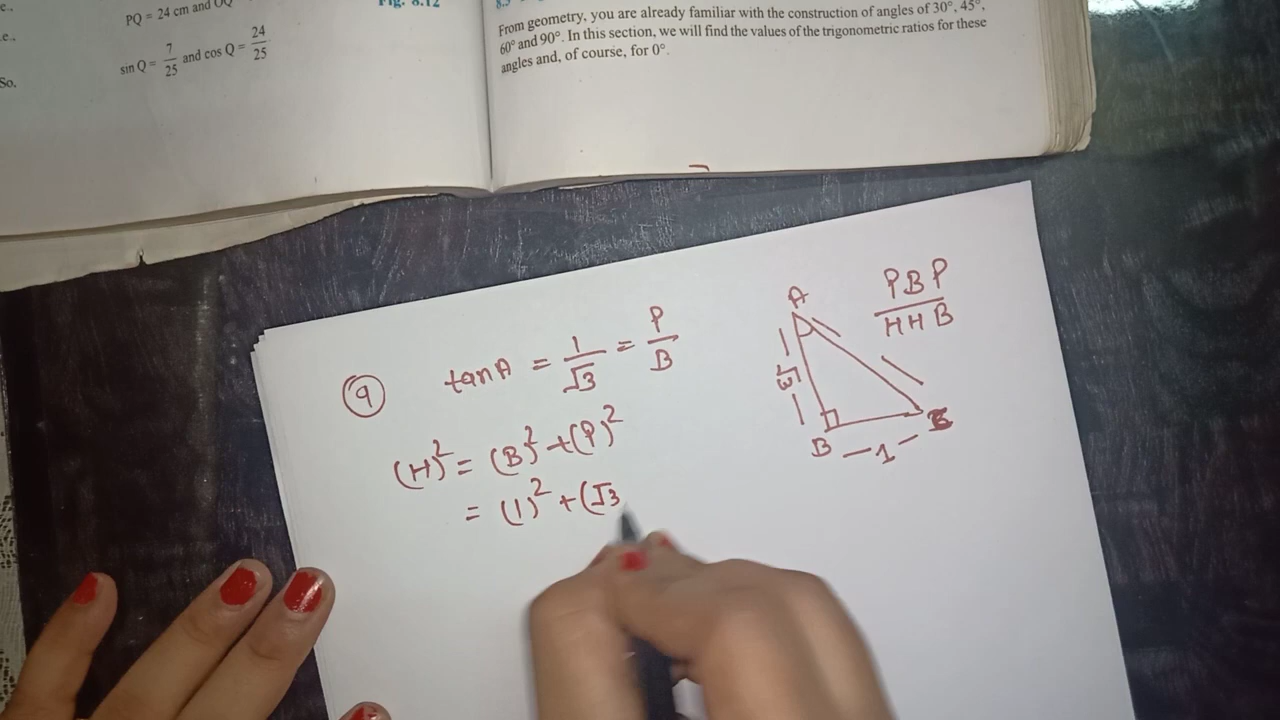 e.,
PQ = 24 cm and
.e.,
sin Q = 7/25 and cos Q = 24/25
So,
Fig. 8.12
From geometry, you are already familiar with the construction of angles of 30°, 45°,
60° and 90°. In this section, we will find the values of the trigonometric ratios for these
angles and, of course, for 0°.
9 tan A = 1/√3 = P/B
(H)² = (B)² + (P)²
= (1)² + (√3
A
√3
B
1
PBP
HHB